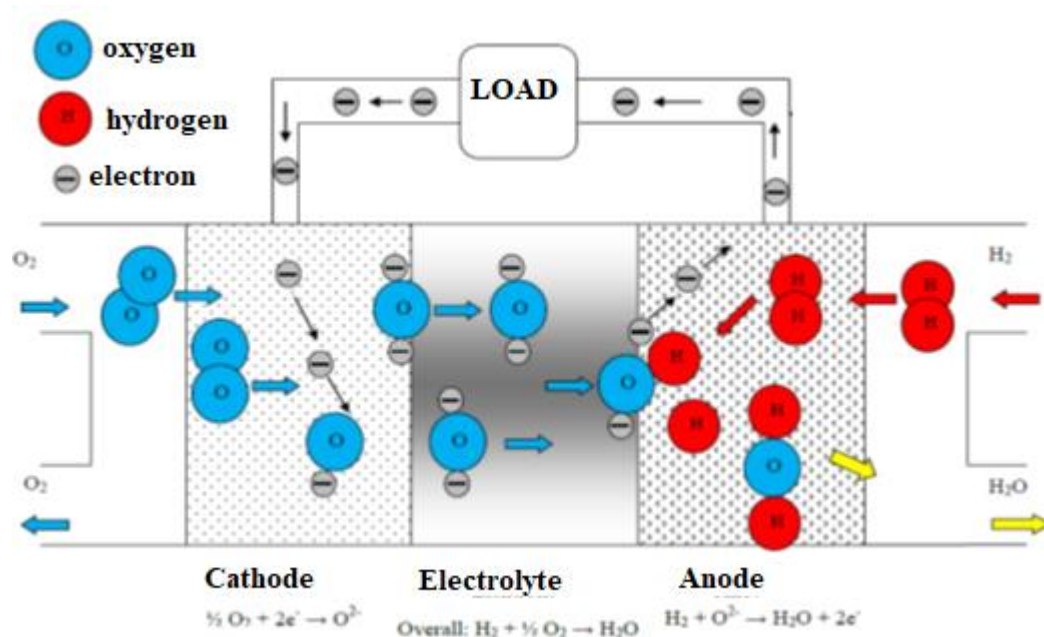 O oxygen
H hydrogen
electron
LOAD
O₂
H₂
O
O
O
O
O
O
O
O
O
H
H
H
H
H
H
H
O
H
O₂
H₂O
Cathode
Electrolyte
Anode
½ O₂ + 2e⁻ → O²⁻
Overall: H₂ + ½ O₂ → H₂O
H₂ + O²⁻ → H₂O + 2e⁻